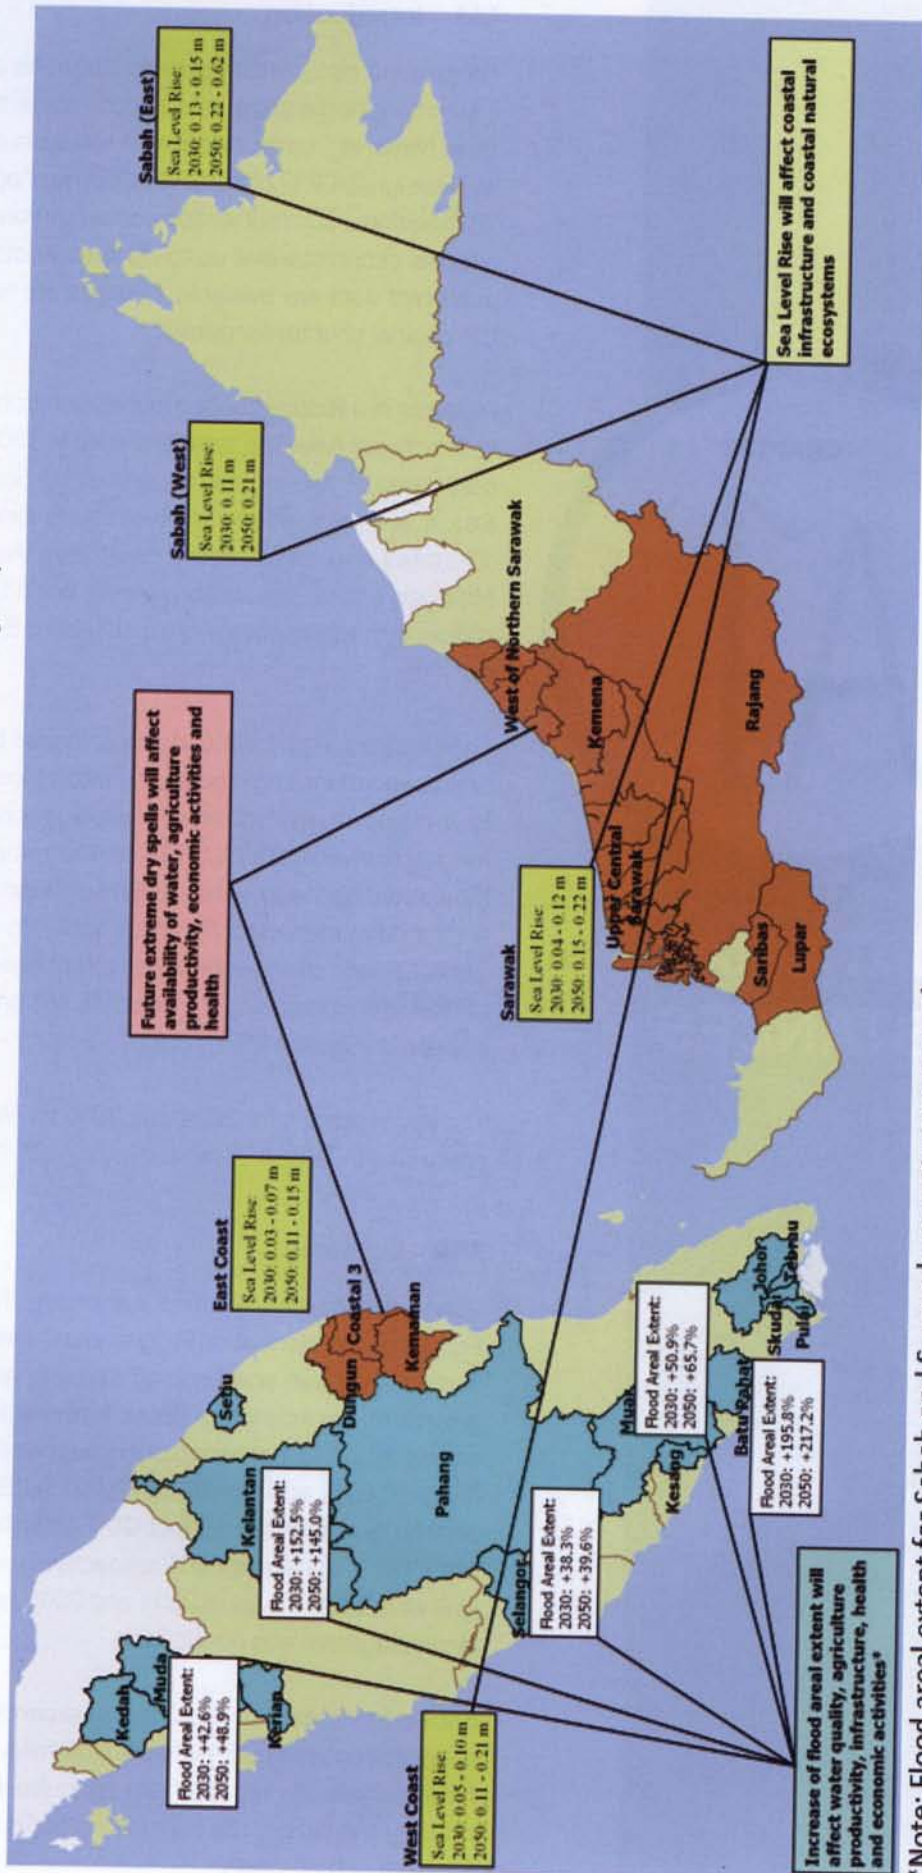 Sabah (East)
Sea Level Rise:
2030: 0.13 - 0.15 m
2050: 0.22 - 0.62 m
Sabah (West)
Sea Level Rise:
2030: 0.11 m
2050: 0.21 m
Future extreme dry spells will affect
availability of water, agriculture
productivity, economic activities and
health
East Coast
Sea Level Rise:
2030: 0.03 - 0.07 m
2050: 0.11 - 0.15 m
Sarawak
Sea Level Rise:
2030: 0.04 - 0.12 m
2050: 0.15 - 0.22 m
West of Northern Sarawak
Kemena
Upper Central
Sarawak
Rajang
Saribas
Lupar
Sea Level Rise will affect coastal
infrastructure and coastal natural
ecosystems
Kedah
Muda
Kerian
Flood Areal Extent:
2030: +42.6%
2050: +48.9%
Setiu
Dungun
Coastal 3
Kemaman
Kelantan
Flood Areal Extent:
2030: +152.5%
2050: +145.0%
Pahang
Selangor
Flood Areal Extent:
2030: +38.3%
2050: +39.6%
Muar
Kesang
Flood Areal Extent:
2030: +50.9%
2050: +65.7%
Batu Pahat
Flood Areal Extent:
2030: +195.8%
2050: +217.2%
Johor
Tebrau
Skudai
Pulai
West Coast
Sea Level Rise:
2030: 0.05 - 0.10 m
2050: 0.11 - 0.21 m
Increase of flood areal extent will
affect water quality, agriculture
productivity, infrastructure, health
and economic activities*